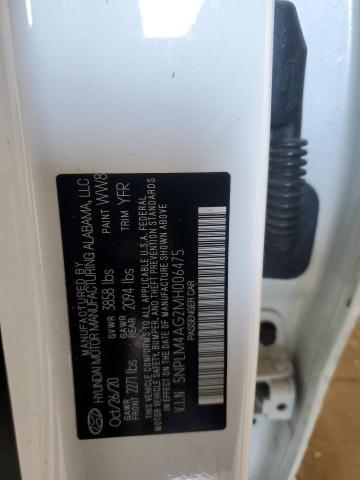 MANUFACTURED BY
HYUNDAI MOTOR MANUFACTURING ALABAMA, LLC
Oct/26/20 GVWR 3858 lbs PAINT WW8
GAWR FRONT 2271 lbs GAWR REAR 2094 lbs TRIM YFR
THIS VEHICLE CONFORMS TO ALL APPLICABLE U.S.A. FEDERAL
MOTOR VEHICLE SAFETY, BUMPER, AND THEFT PREVENTION STANDARDS
IN EFFECT ON THE DATE OF MANUFACTURE SHOWN ABOVE.
V.I.N 5NPLM4AG2MH006475
PASSENGER CAR